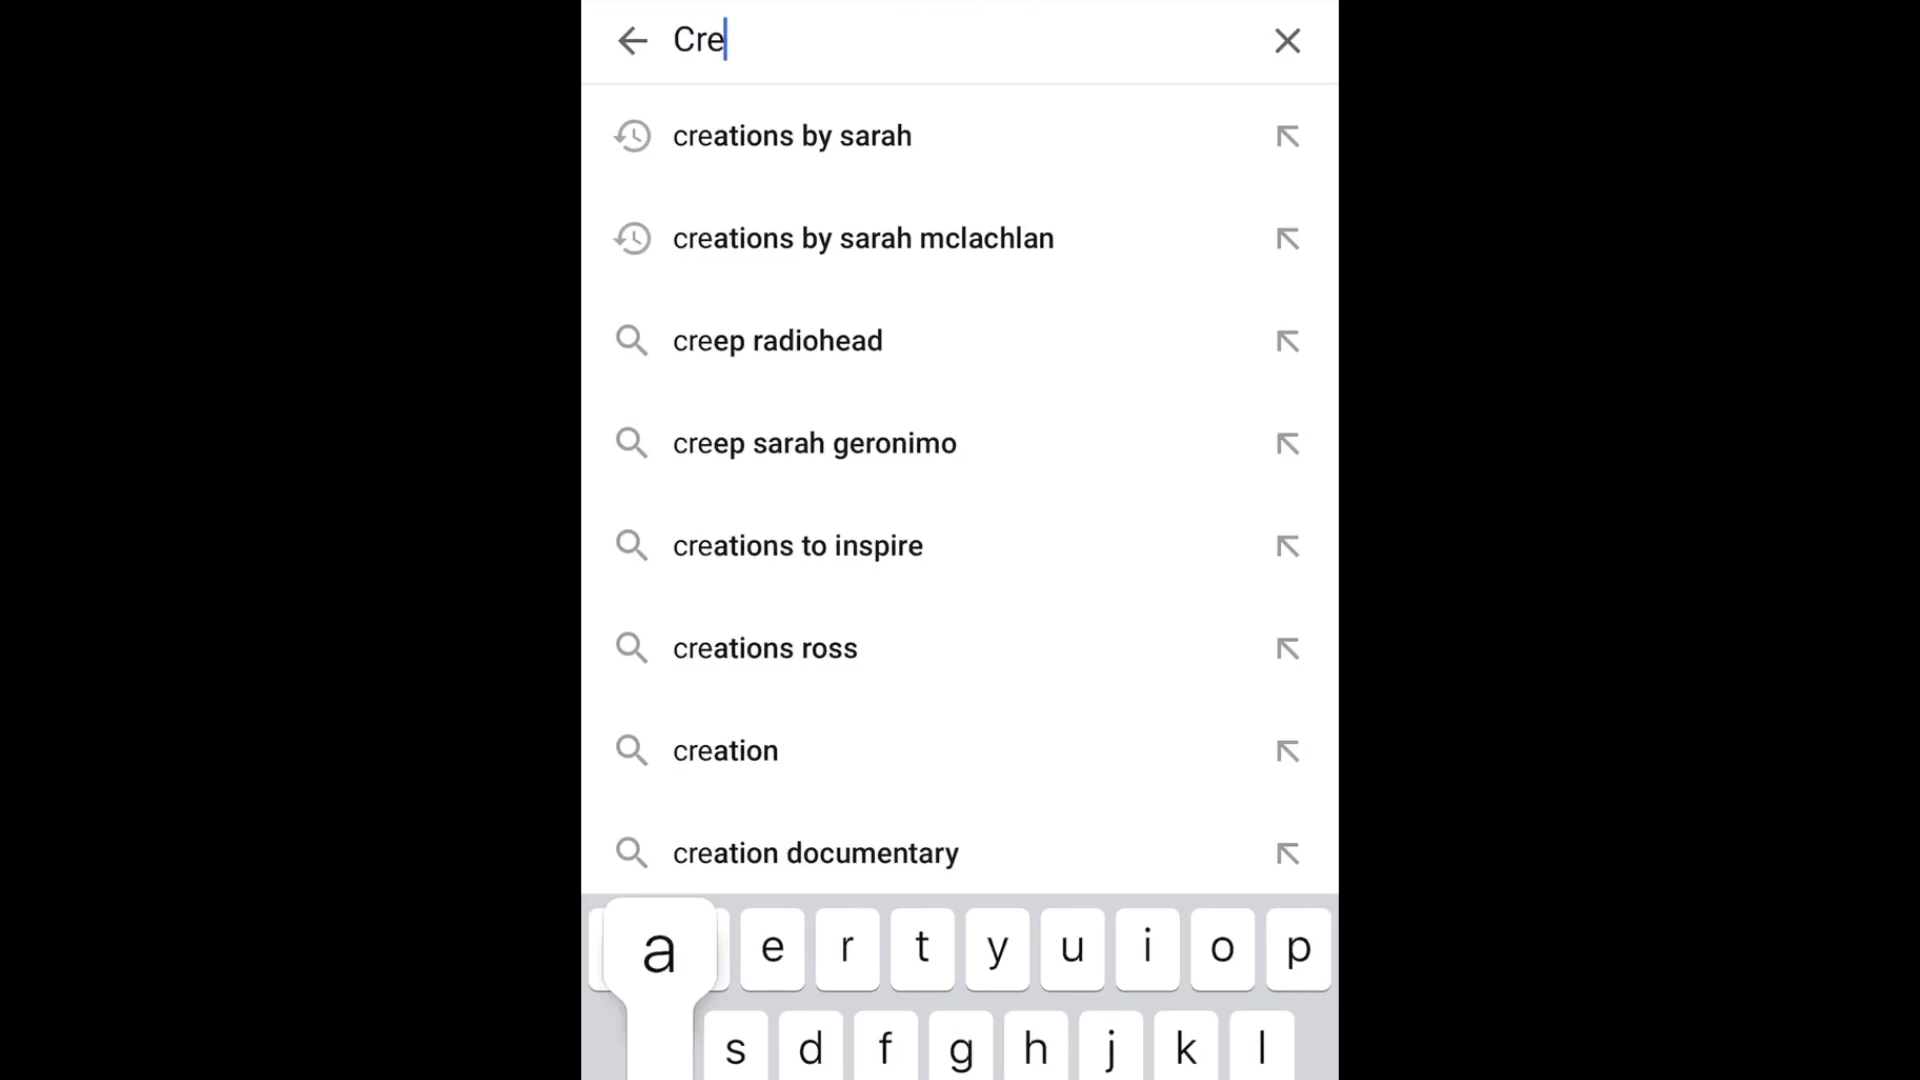 Cre
creations by sarah
creations by sarah mclachlan
creep radiohead
creep sarah geronimo
creations to inspire
creations ross
creation
creation documentary
a e r t y u i o p
s d f g h j k l